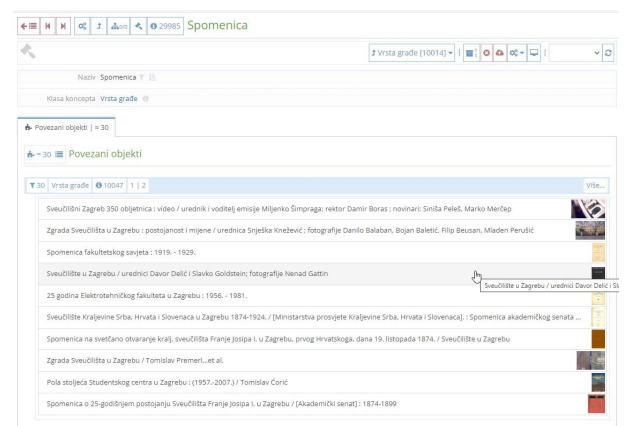 29985 Spomenica
Vrsta građe [10014]
Naziv Spomenica
Klasa koncepta Vrsta građe
Povezani objekti | = 30
= 30 Povezani objekti
30 Vrsta građe 10047 1 | 2 Više...
Sveučilišni Zagreb 350 obljetnica : video / urednik i voditelj emisije Miljenko Šimpraga; rektor Damir Boras ; novinari: Siniša Peleš, Marko Merčep
Zgrada Sveučilišta u Zagrebu : postojanost i mijene / urednica Snješka Knežević ; fotografije Danilo Balaban, Bojan Baletić, Filip Beusan, Mladen Perušić
Spomenica fakultetskog savjeta : 1919. - 1929.
Sveučilište u Zagrebu / urednici Davor Delić i Slavko Goldstein; fotografije Nenad Gattin
Sveučilište u Zagrebu / urednici Davor Delić i Sl
25 godina Elektrotehničkog fakulteta u Zagrebu : 1956. - 1981.
Sveučilište Kraljevine Srba, Hrvata i Slovenaca u Zagrebu 1874-1924. / [Ministarstva prosvjete Kraljevine Srba, Hrvata i Slovenaca]. : Spomenica akademičkog senata ...
Spomenica na svetčano otvaranje kralj. sveučilišta Franje Josipa I. u Zagrebu, prvog Hrvatskoga, dana 19. listopada 1874. / Sveučilište u Zagrebu
Zgrada Sveučilišta u Zagrebu / Tomislav Premerl...et al.
Pola stoljeća Studentskog centra u Zagrebu : (1957.-2007.) / Tomislav Ćorić
Spomenica o 25-godišnjem postojanju Sveučilišta Franje Josipa I. u Zagrebu / [Akademički senat] : 1874-1899